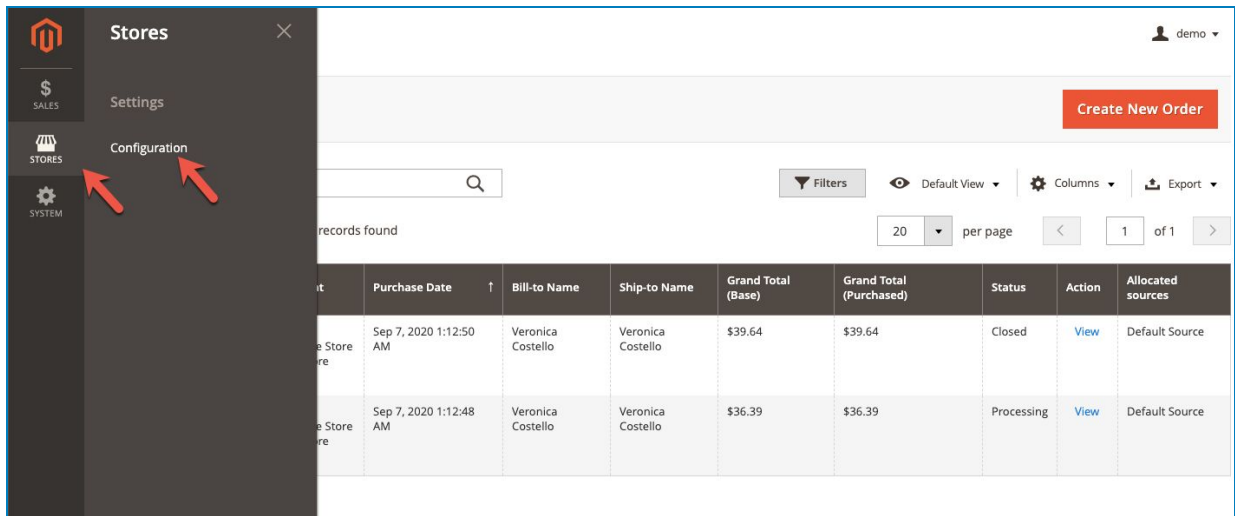 Stores
demo
$
SALES
Settings
Create New Order
STORES
Configuration
Filters
Default View
Columns
Export
SYSTEM
records found
20
per page
1
of 1
t
Purchase Date ↑
Bill-to Name
Ship-to Name
Grand Total
(Base)
Grand Total
(Purchased)
Status
Action
Allocated
sources
e Store
re
Sep 7, 2020 1:12:50
AM
Veronica
Costello
Veronica
Costello
$39.64
$39.64
Closed
View
Default Source
e Store
re
Sep 7, 2020 1:12:48
AM
Veronica
Costello
Veronica
Costello
$36.39
$36.39
Processing
View
Default Source